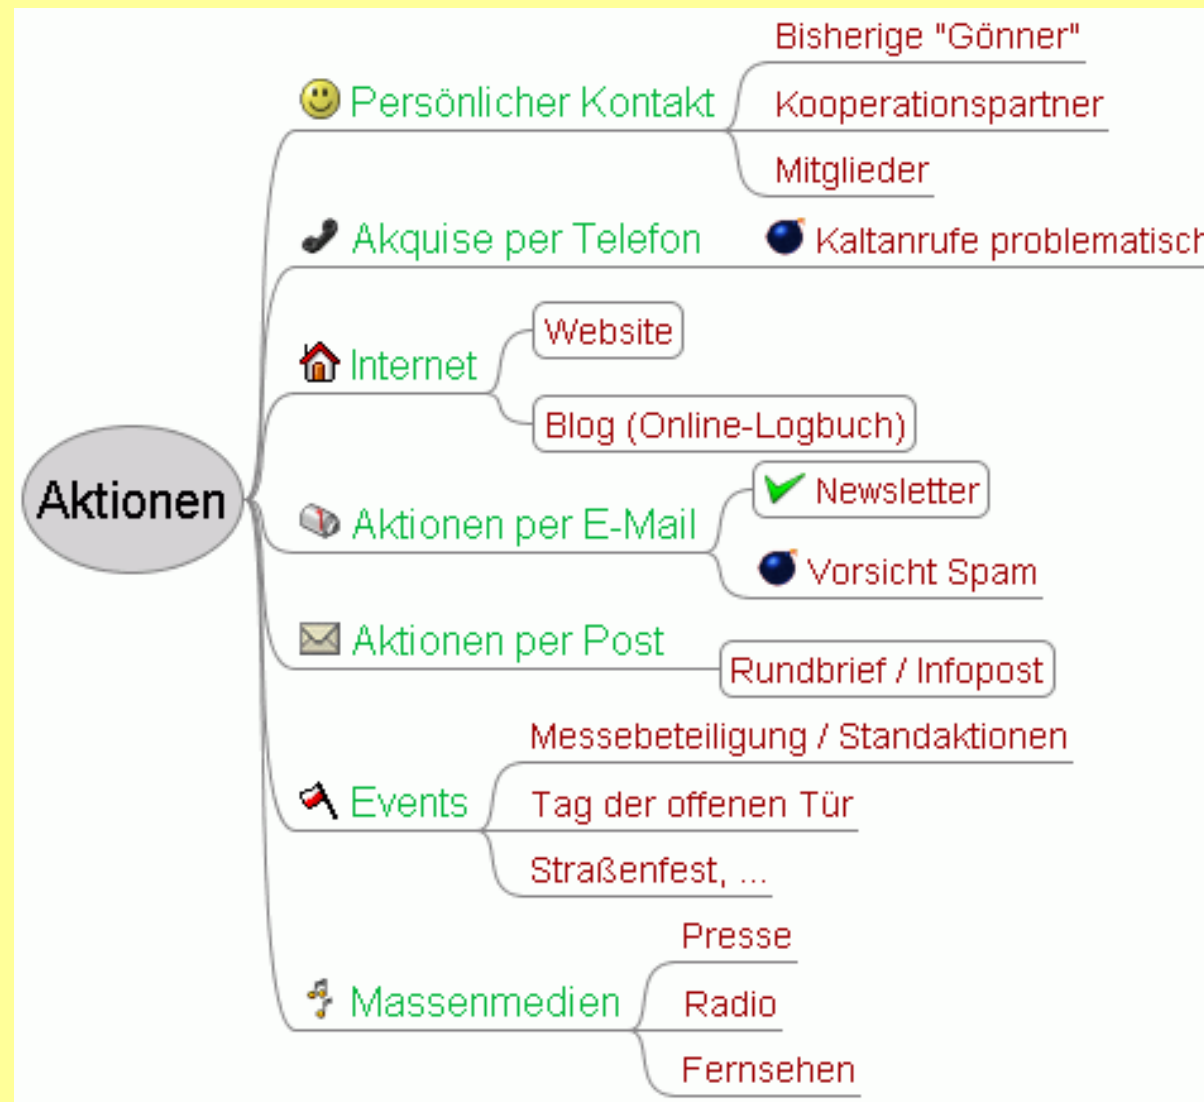 Aktionen
Persönlicher Kontakt
Bisherige "Gönner"
Kooperationspartner
Mitglieder
Akquise per Telefon
Kaltanrufe problematisch
Internet
Website
Blog (Online-Logbuch)
Aktionen per E-Mail
Newsletter
Vorsicht Spam
Aktionen per Post
Rundbrief / Infopost
Events
Messebeteiligung / Standaktionen
Tag der offenen Tür
Straßenfest, ...
Massenmedien
Presse
Radio
Fernsehen